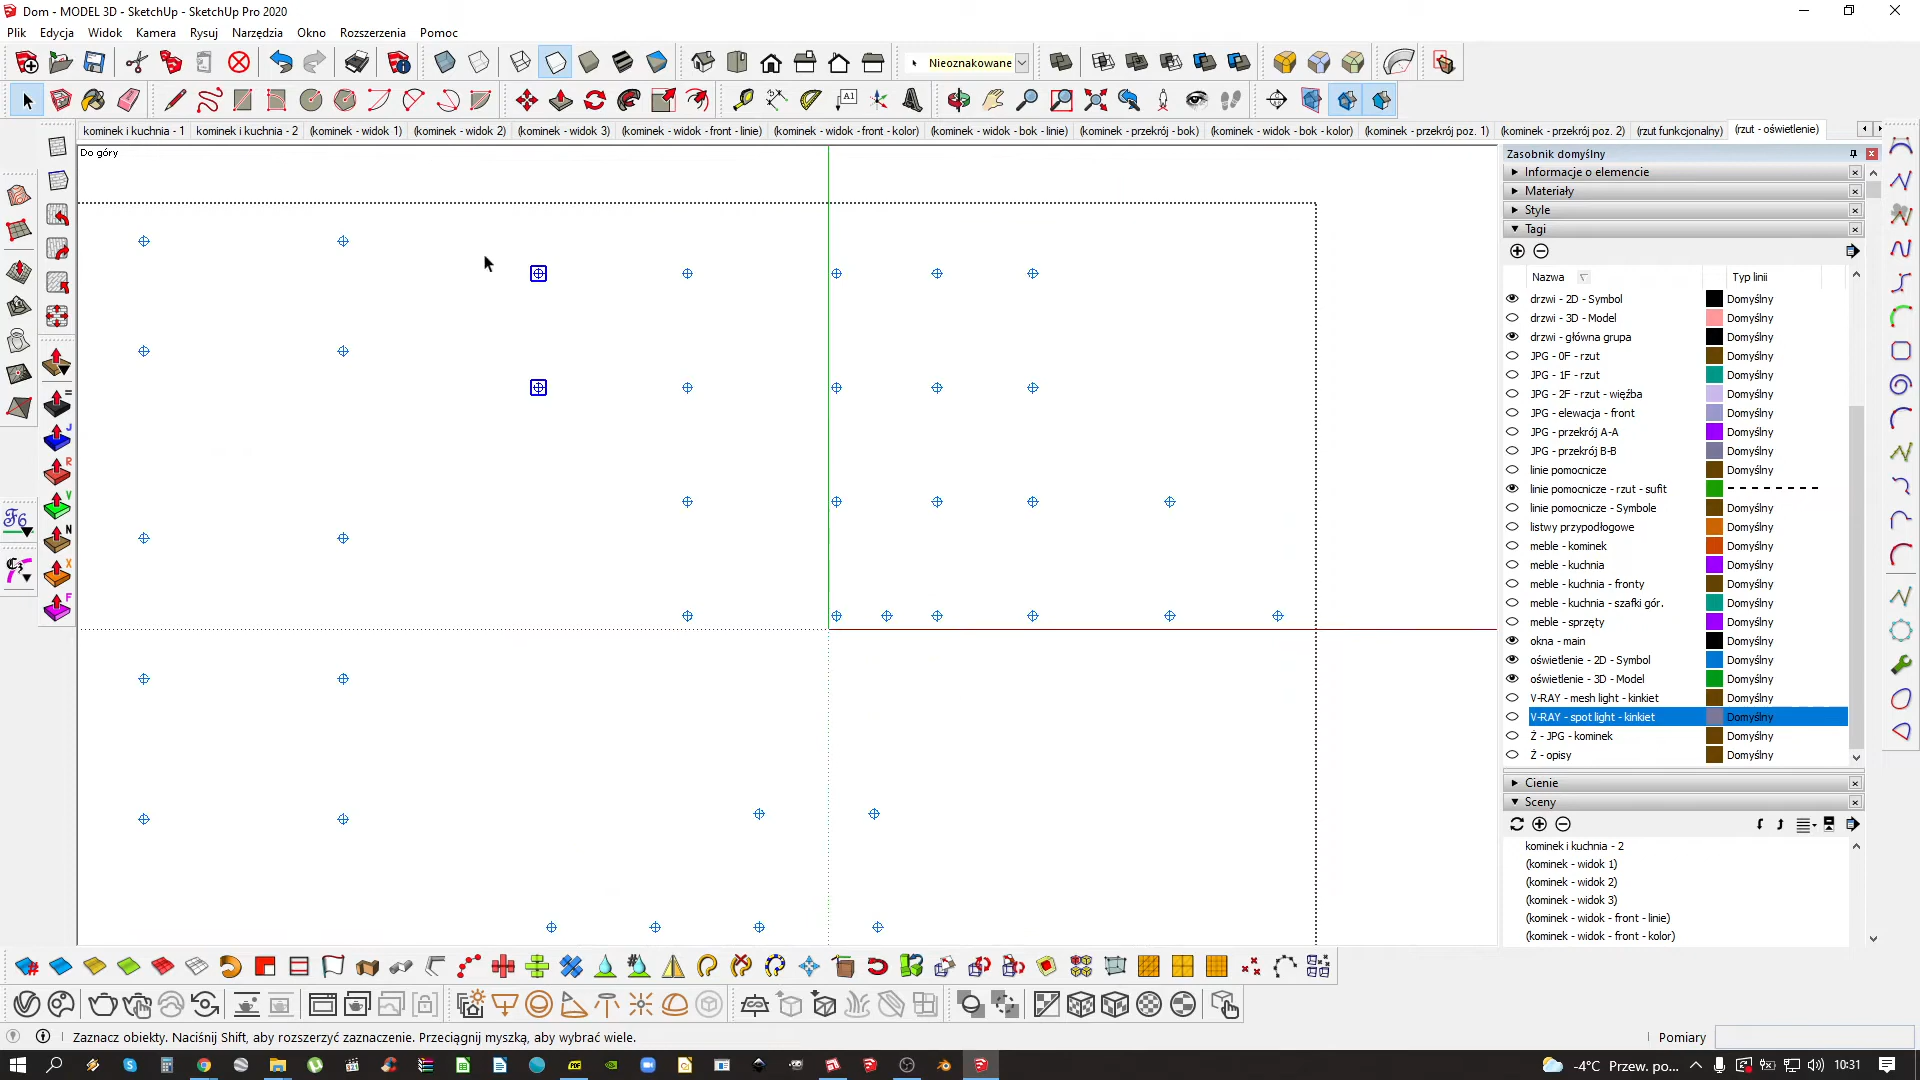 Dom - MODEL 3D - SketchUp - SketchUp Pro 2020
Plik Edycja Widok Kamera Rysuj Narzędzia Okno Rozszerzenia Pomoc
Nieoznakowane
A1
kominek i kuchnia - 1 kominek i kuchnia - 2 (kominek - widok 1) (kominek - widok 2) (kominek - widok 3) (kominek - widok - front - linie) (kominek - widok - front - kolor) (kominek - widok - bok - linie) (kominek - przekrój - bok) (kominek - widok - bok - kolor) (kominek - przekrój poz. 1) (kominek - przekrój poz. 2) (rzut funkcjonalny) (rzut - oświetlenie)
Do góry
Zasobnik domyślny
Informacje o elemencie
Materiały
Style
Tagi
Nazwa Typ linii
drzwi - 2D - Symbol Domyślny
drzwi - 3D - Model Domyślny
drzwi - główna grupa Domyślny
JPG - 0F - rzut Domyślny
JPG - 1F - rzut Domyślny
JPG - 2F - rzut - więźba Domyślny
JPG - elewacja - front Domyślny
JPG - przekrój A-A Domyślny
JPG - przekrój B-B Domyślny
linie pomocnicze Domyślny
linie pomocnicze - rzut - sufit
linie pomocnicze - Symbole Domyślny
listwy przypodłogowe Domyślny
meble - kominek Domyślny
meble - kuchnia Domyślny
meble - kuchnia - fronty Domyślny
meble - kuchnia - szafki gór. Domyślny
meble - sprzęty Domyślny
okna - main Domyślny
oświetlenie - 2D - Symbol Domyślny
oświetlenie - 3D - Model Domyślny
V-RAY - mesh light - kinkiet Domyślny
V-RAY - spot light - kinkiet Domyślny
Ż - JPG - kominek Domyślny
Ż - opisy Domyślny
Cienie
Sceny
kominek i kuchnia - 2
(kominek - widok 1)
(kominek - widok 2)
(kominek - widok 3)
(kominek - widok - front - linie)
(kominek - widok - front - kolor)
J
R
V
N
X
F
Zaznacz obiekty. Naciśnij Shift, aby rozszerzyć zaznaczenie. Przeciągnij myszką, aby wybrać wiele.
Pomiary
-4°C Przew. po... 10:31